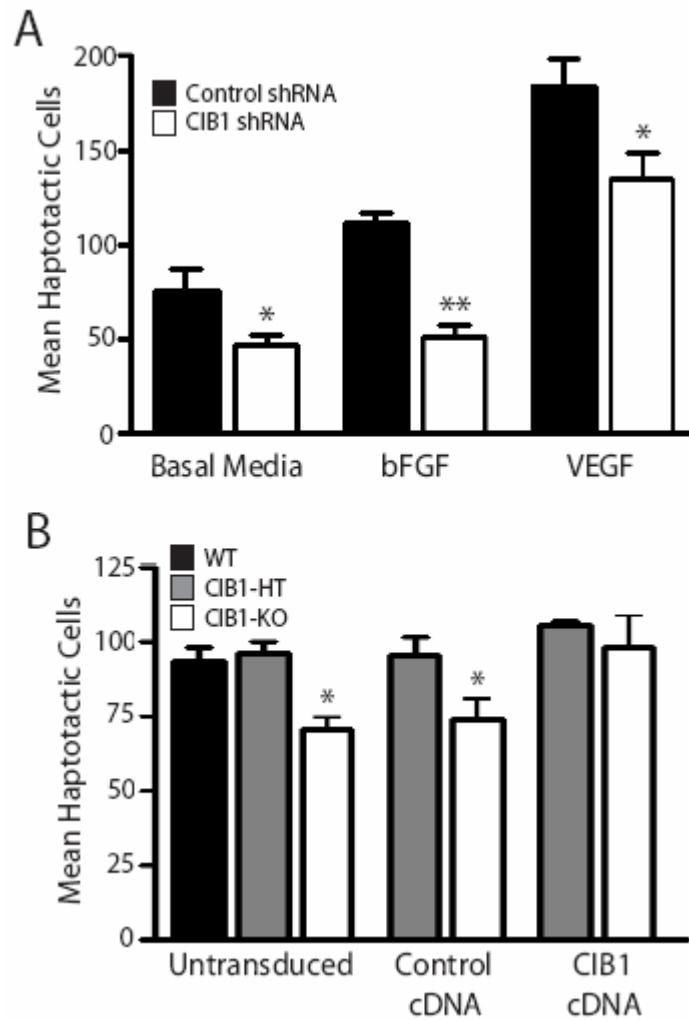 A
Mean Haptotactic Cells
200
150
100
50
0
Control shRNA
CIB1 shRNA
*
**
*
Basal Media bFGF VEGF
B
Mean Haptotactic Cells
125
100
75
50
25
0
WT
CIB1-HT
CIB1-KO
*
*
Untransduced Control CIB1
cDNA cDNA